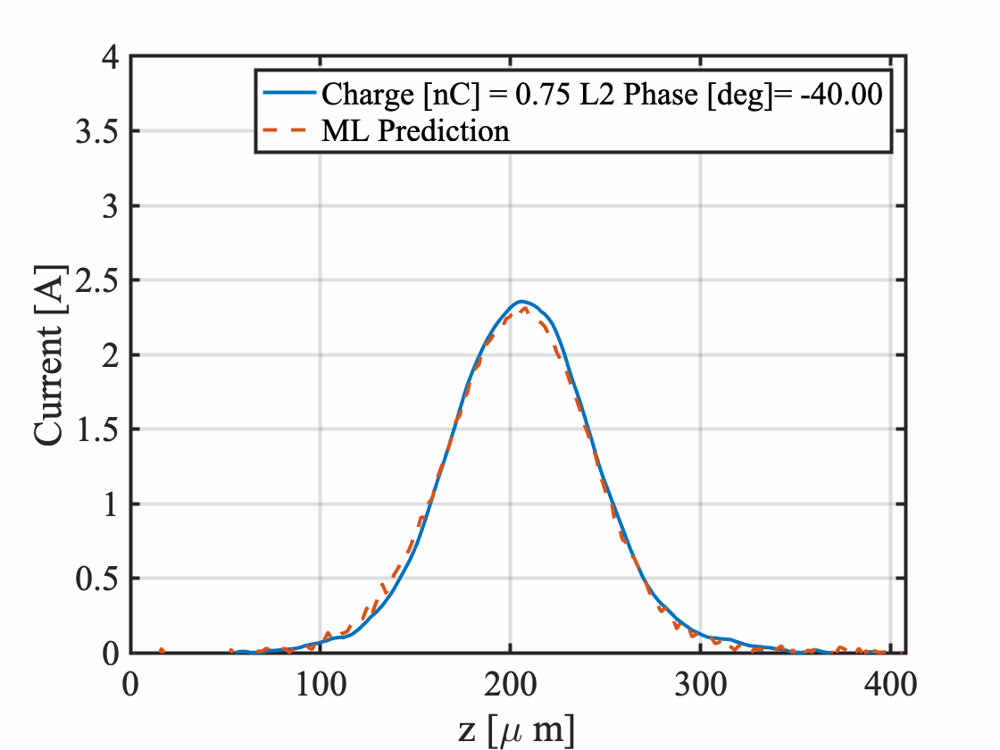 4
3.5
3
2.5
2
1.5
1
0.5
0
Current [A]
Charge [nC] = 0.75 L2 Phase [deg]= -40.00
ML Prediction
0 100 200 300 400
z [μ m]